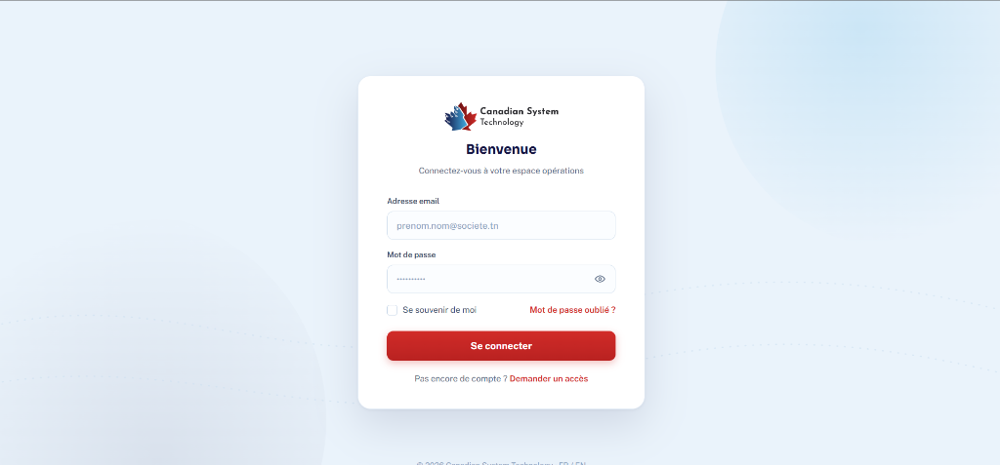 Canadian System
Technology
Bienvenue
Connectez-vous à votre espace opérations
Adresse email
prenom.nom@societe.tn
Mot de passe
Se souvenir de moi
Mot de passe oublié ?
Se connecter
Pas encore de compte ? Demander un accès
© 2026 Canadian System Technology · FR / EN